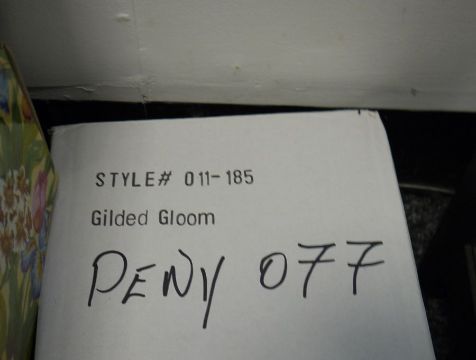 STYLE# 011-185
Gilded Gloom
PENY 077